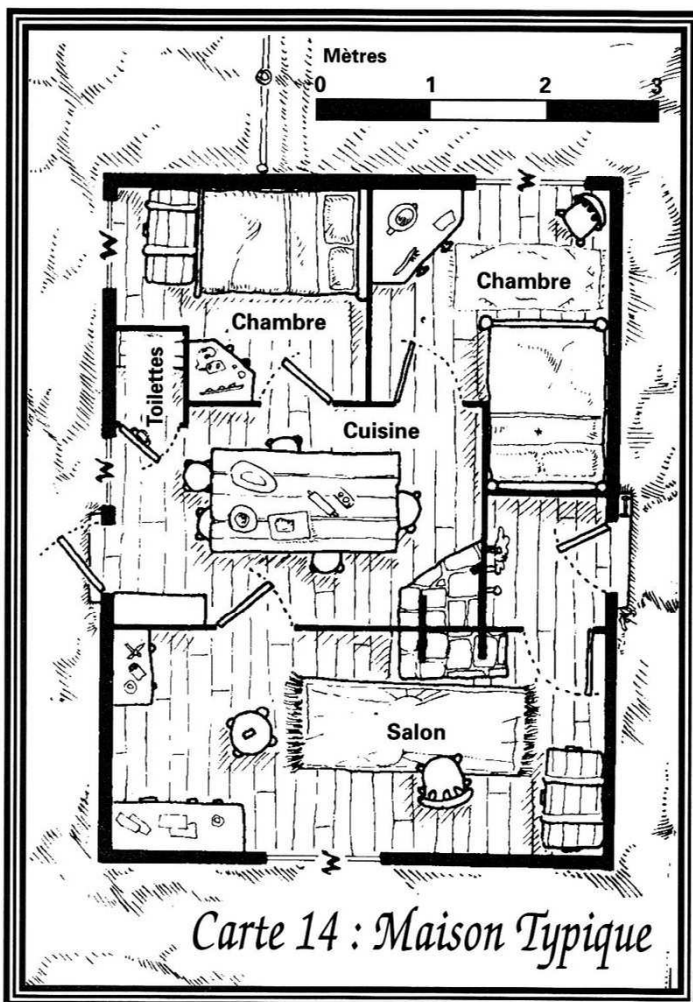 Mètres
0 1 2 3
Chambre
Chambre
Toilettes
Cuisine
Salon
Carte 14 : Maison Typique